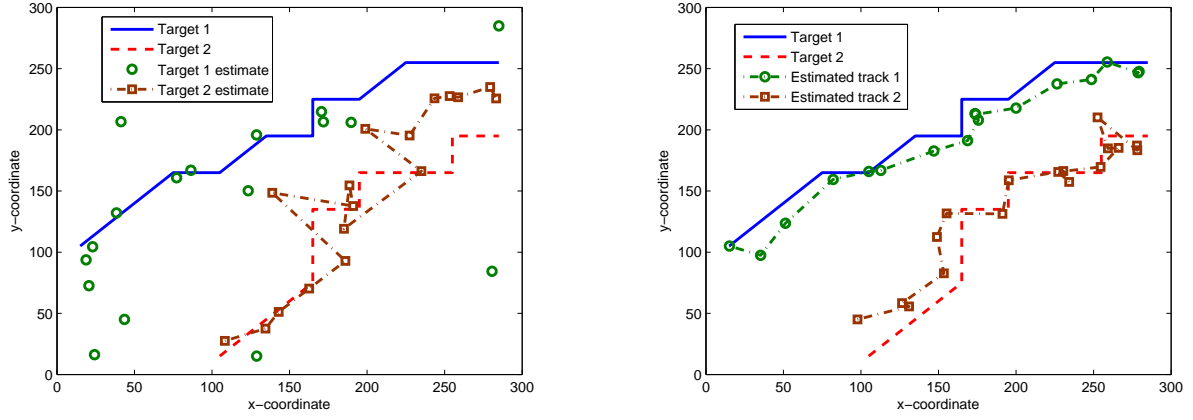 300
250
200
150
100
50
0
y-coordinate
0 50 100 150 200 250 300
x-coordinate
Target 1
Target 2
Target 1 estimate
Target 2 estimate
300
250
200
150
100
50
0
y-coordinate
0 50 100 150 200 250 300
x-coordinate
Target 1
Target 2
Estimated track 1
Estimated track 2